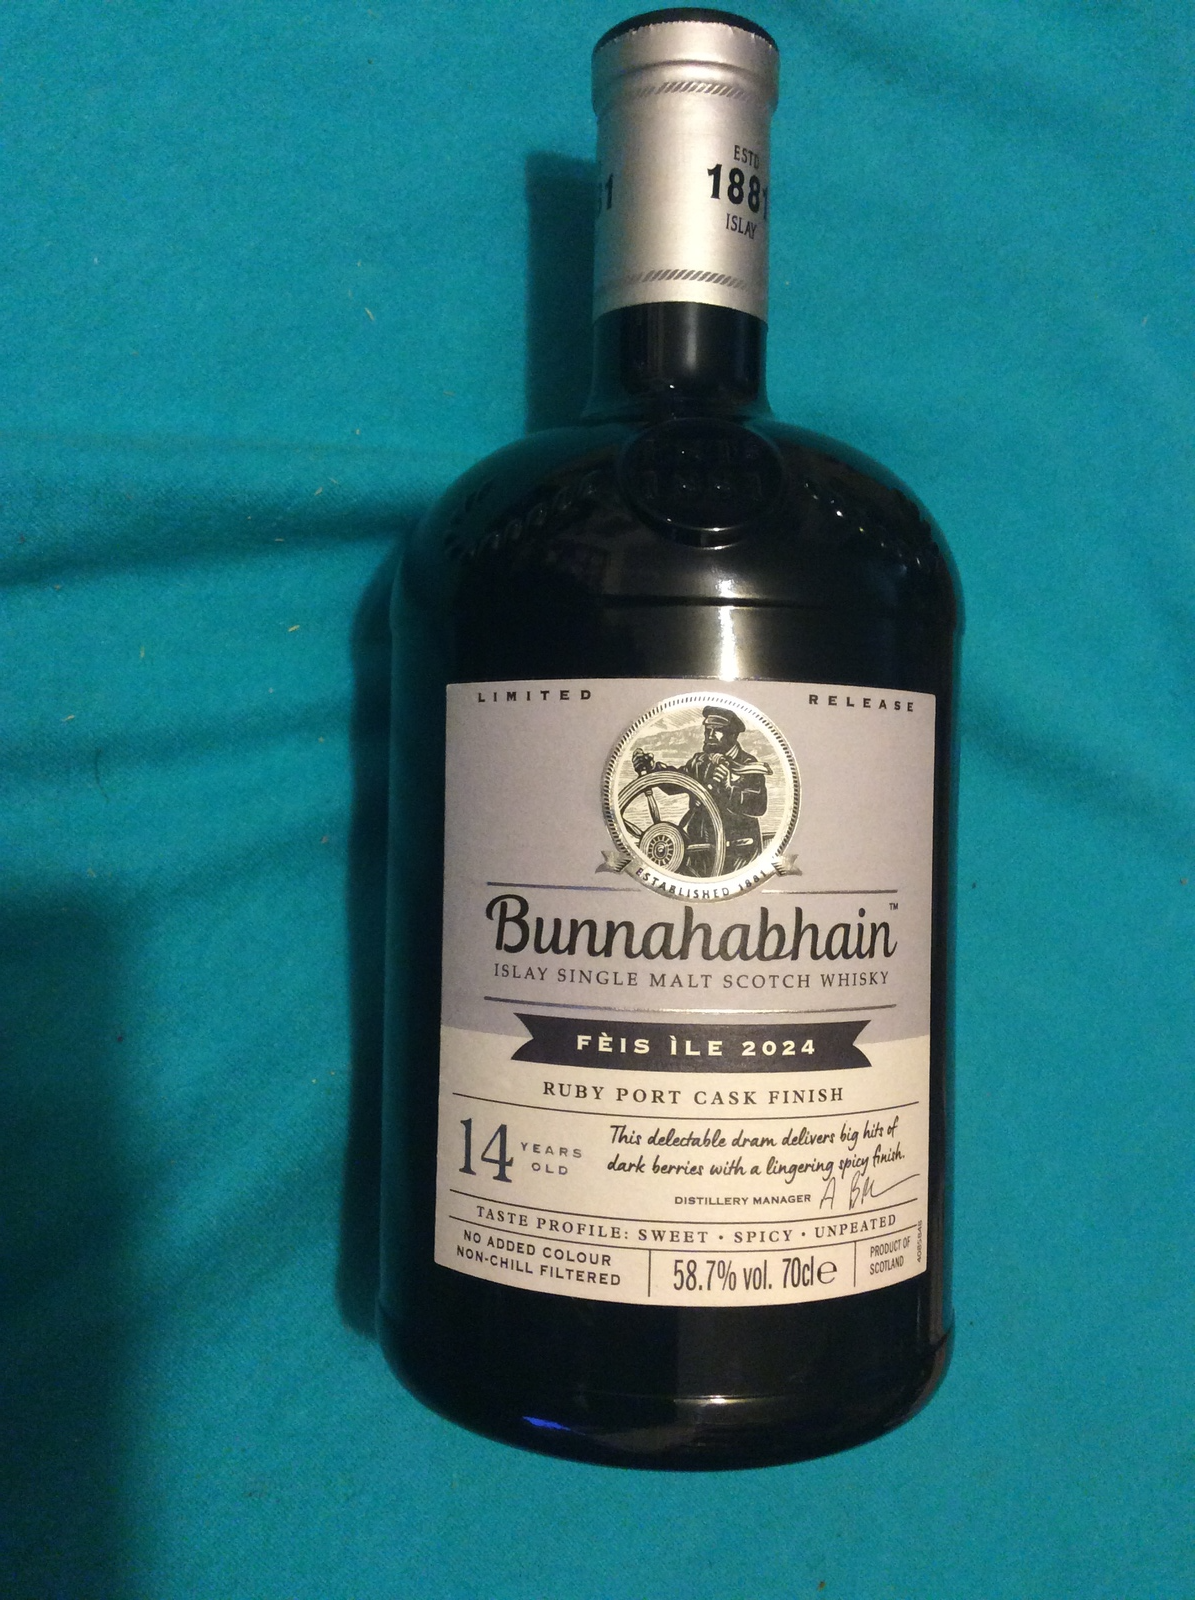 ESTD
1881
ISLAY
LIMITED RELEASE
ESTABLISHED 1881
Bunnahabhain™
ISLAY SINGLE MALT SCOTCH WHISKY
FÈIS ÌLE 2024
RUBY PORT CASK FINISH
14 YEARS OLD
This delectable dram delivers big hits of
dark berries with a lingering spicy finish.
DISTILLERY MANAGER
TASTE PROFILE: SWEET • SPICY • UNPEATED
NO ADDED COLOUR
NON-CHILL FILTERED
58.7% vol. 70cl e
PRODUCT OF
SCOTLAND